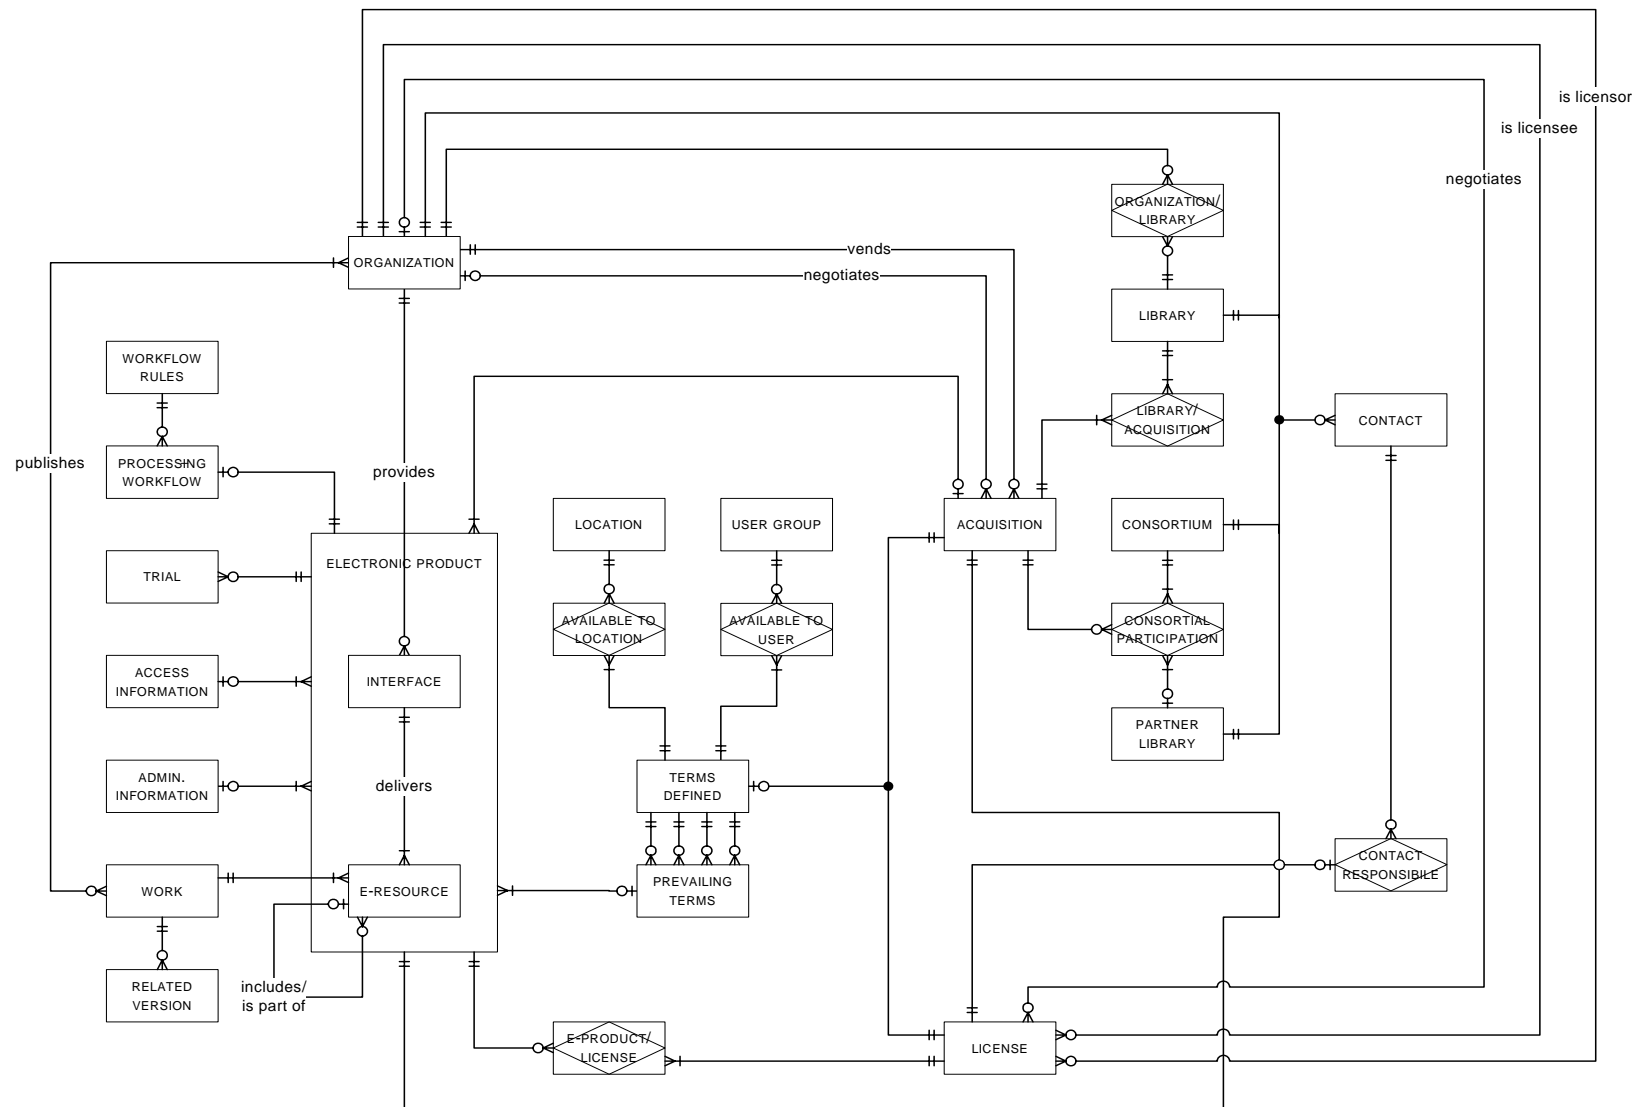 is licensor
is licensee
negotiates
ORGANIZATION/
LIBRARY
ORGANIZATION
vends
negotiates
LIBRARY
WORKFLOW
RULES
LIBRARY/
ACQUISITION
CONTACT
publishes
PROCESSING
WORKFLOW
provides
LOCATION
USER GROUP
ACQUISITION
CONSORTIUM
ELECTRONIC PRODUCT
TRIAL
AVAILABLE TO
LOCATION
AVAILABLE TO
USER
CONSORTIAL
PARTICIPATION
ACCESS
INFORMATION
INTERFACE
PARTNER
LIBRARY
ADMIN.
INFORMATION
delivers
TERMS
DEFINED
CONTACT
RESPONSIBILE
WORK
E-RESOURCE
PREVAILING
TERMS
RELATED
VERSION
includes/
is part of
E-PRODUCT/
LICENSE
LICENSE